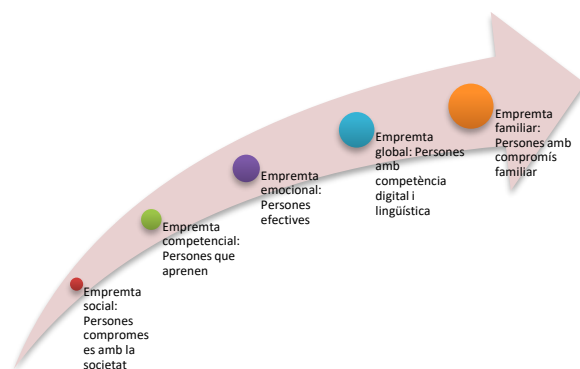 Empremta
social:
Persones
compromes
es amb la
societat
Empremta
competencial:
Persones que
aprenen
Empremta
emocional:
Persones
efectives
Empremta
global: Persones
amb
competència
digital i
lingüística
Empremta
familiar:
Persones amb
compromís
familiar